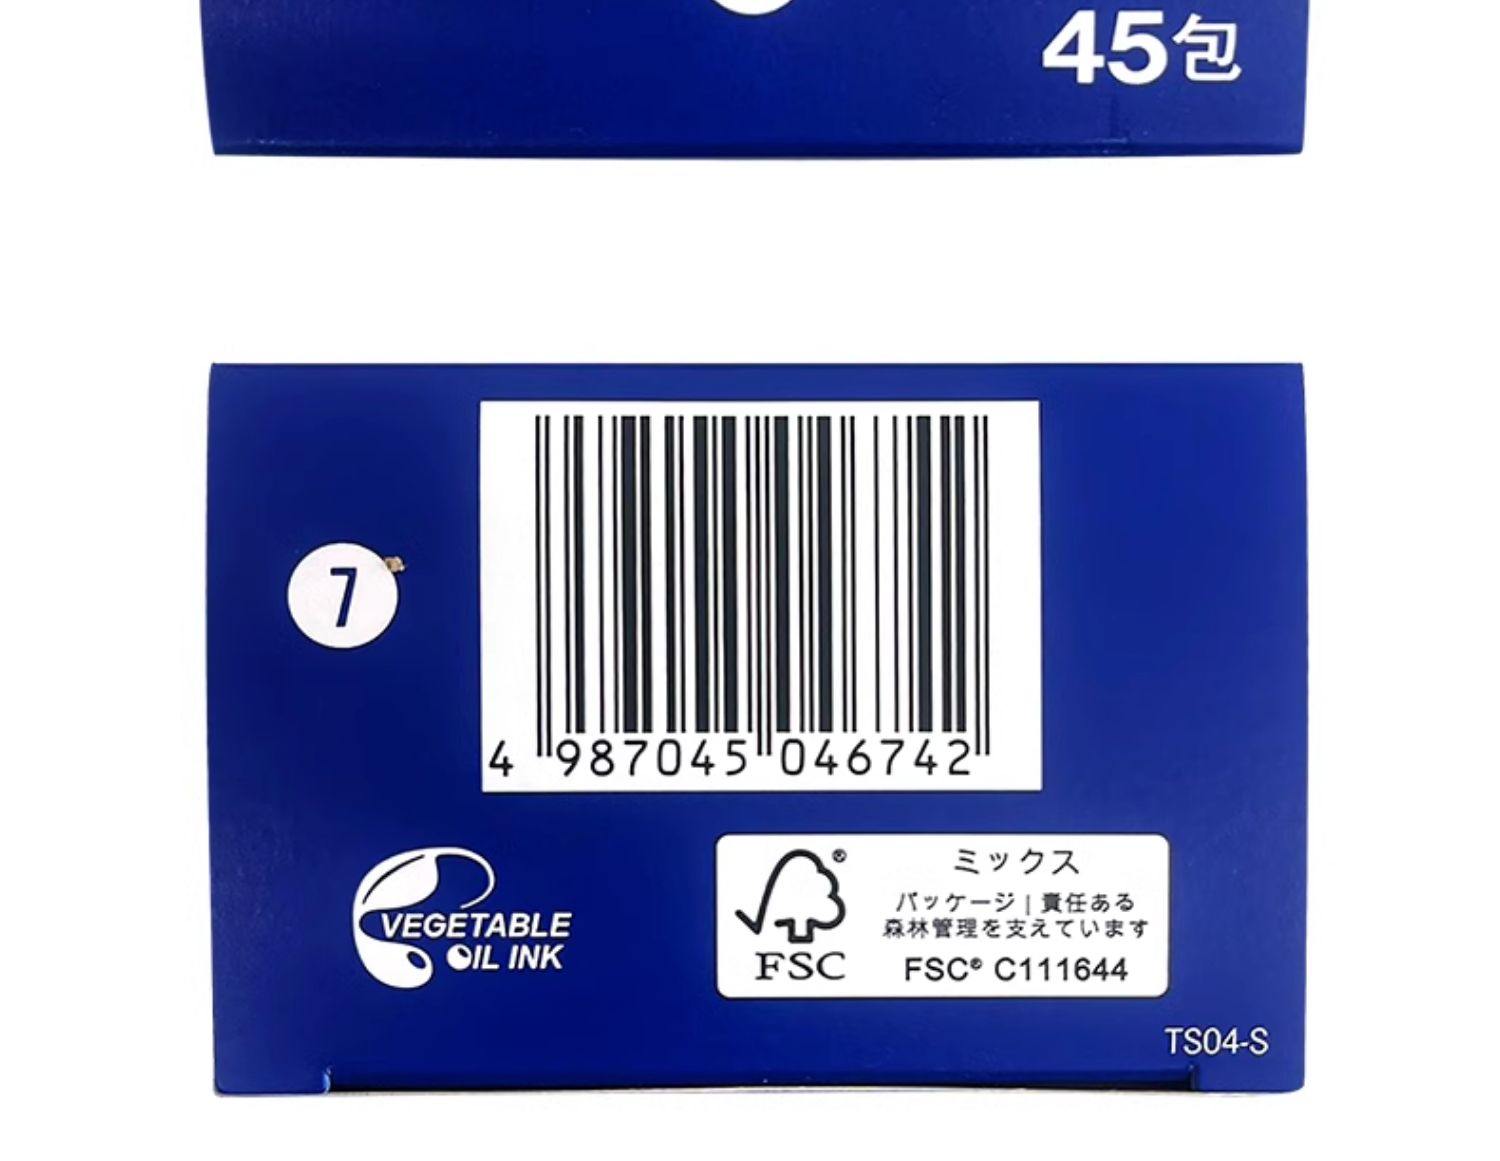 45包
7
4 987045 046742
VEGETABLE
OIL INK
FSC
ミックス
パッケージ | 責任ある
森林管理を支えています
FSC® C111644
TS04-S